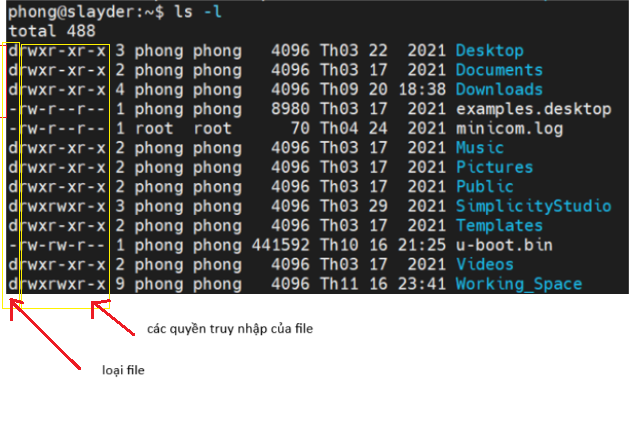 phong@slayder:~$ ls -l
total 488
drwxr-xr-x 3 phong phong 4096 Th03 22 2021 Desktop
drwxr-xr-x 2 phong phong 4096 Th03 17 2021 Documents
drwxr-xr-x 4 phong phong 4096 Th09 20 18:38 Downloads
-rw-r--r-- 1 phong phong 8980 Th03 17 2021 examples.desktop
-rw-r--r-- 1 root root 70 Th04 24 2021 minicom.log
drwxr-xr-x 2 phong phong 4096 Th03 17 2021 Music
drwxr-xr-x 2 phong phong 4096 Th03 17 2021 Pictures
drwxr-xr-x 2 phong phong 4096 Th03 17 2021 Public
drwxrwxr-x 3 phong phong 4096 Th03 29 2021 SimplicityStudio
drwxr-xr-x 2 phong phong 4096 Th03 17 2021 Templates
-rw-rw-r-- 1 phong phong 441592 Th10 16 21:25 u-boot.bin
drwxr-xr-x 2 phong phong 4096 Th03 17 2021 Videos
drwxrwxr-x 9 phong phong 4096 Th11 16 23:41 Working_Space
các quyền truy nhập của file
loại file